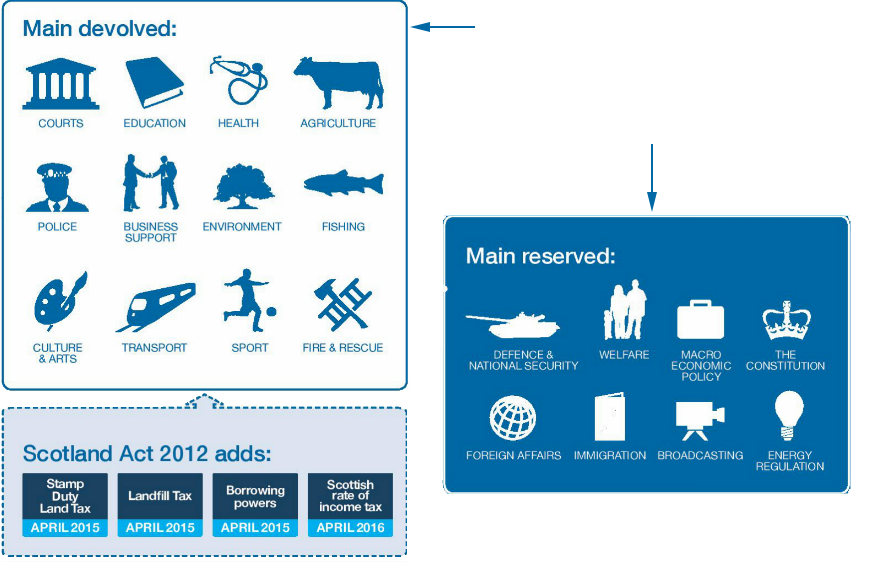 Main devolved:
COURTS
EDUCATION
HEALTH
AGRICULTURE
POLICE
BUSINESS
SUPPORT
ENVIRONMENT
FISHING
CULTURE
& ARTS
TRANSPORT
SPORT
FIRE & RESCUE
Scotland Act 2012 adds:
Stamp
Duty
Land Tax
APRIL 2015
Landfill Tax
APRIL 2015
Borrowing
powers
APRIL 2015
Scottish
rate of
income tax
APRIL 2016
Main reserved:
DEFENCE &
NATIONAL SECURITY
WELFARE
MACRO
ECONOMIC
POLICY
THE
CONSTITUTION
FOREIGN AFFAIRS
IMMIGRATION
BROADCASTING
ENERGY
REGULATION